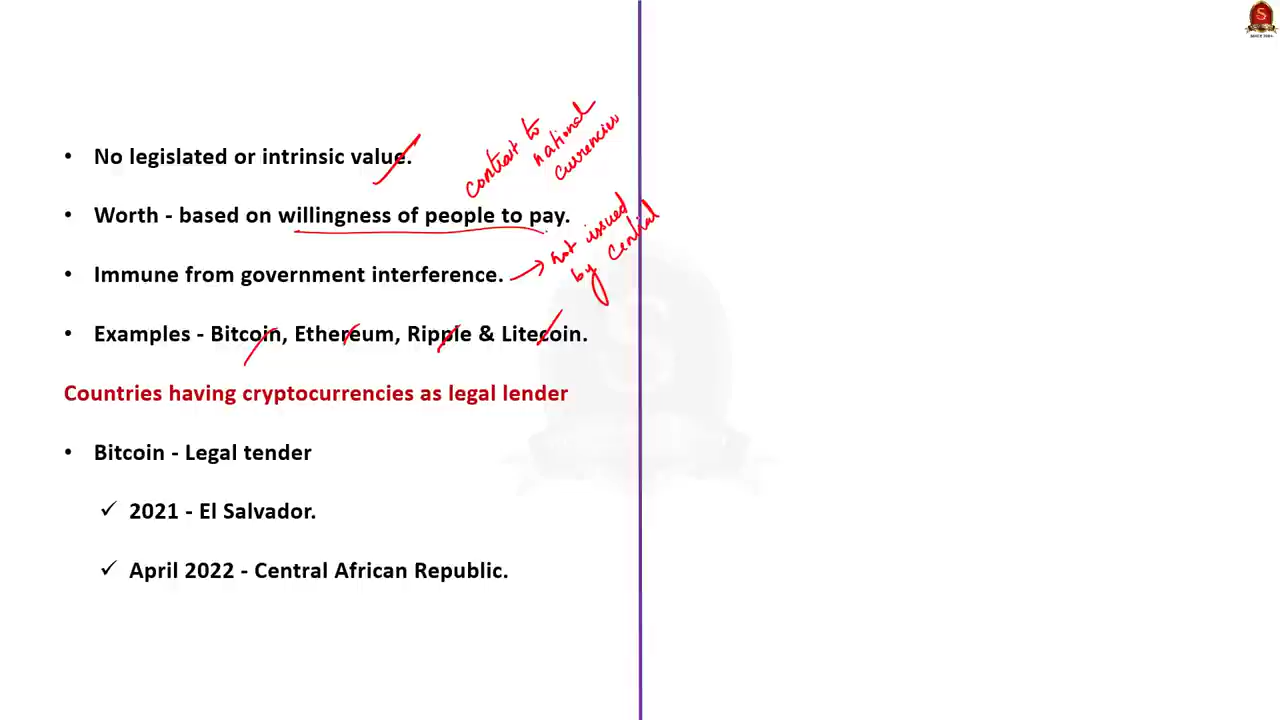 • No legislated or intrinsic value.
contrast to
national
currencies
• Worth - based on willingness of people to pay.
• Immune from government interference.
→ not issued
by central
• Examples - Bitcoin, Ethereum, Ripple & Litecoin.
Countries having cryptocurrencies as legal lender
• Bitcoin - Legal tender
✓ 2021 - El Salvador.
✓ April 2022 - Central African Republic.
S